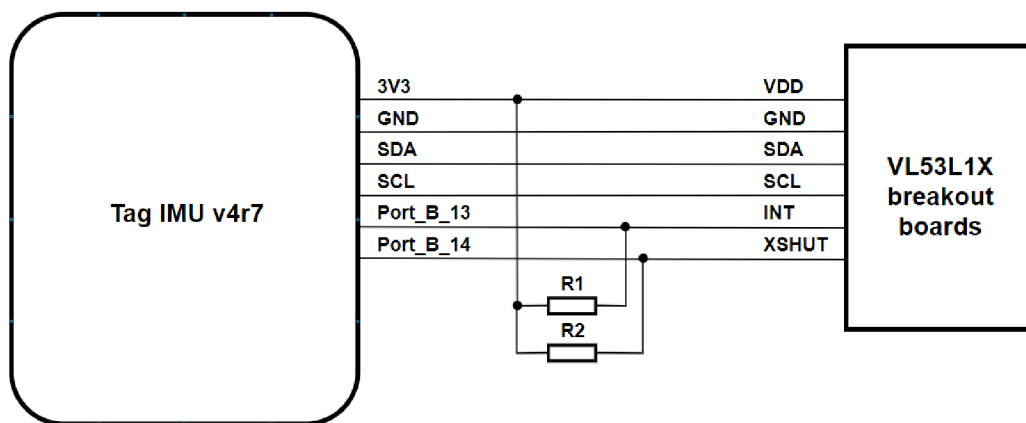 3V3
VDD
GND
GND
SDA
SDA
SCL
SCL
Port_B_13
INT
Port_B_14
XSHUT
Tag IMU v4r7
VL53L1X
breakout
boards
R1
R2